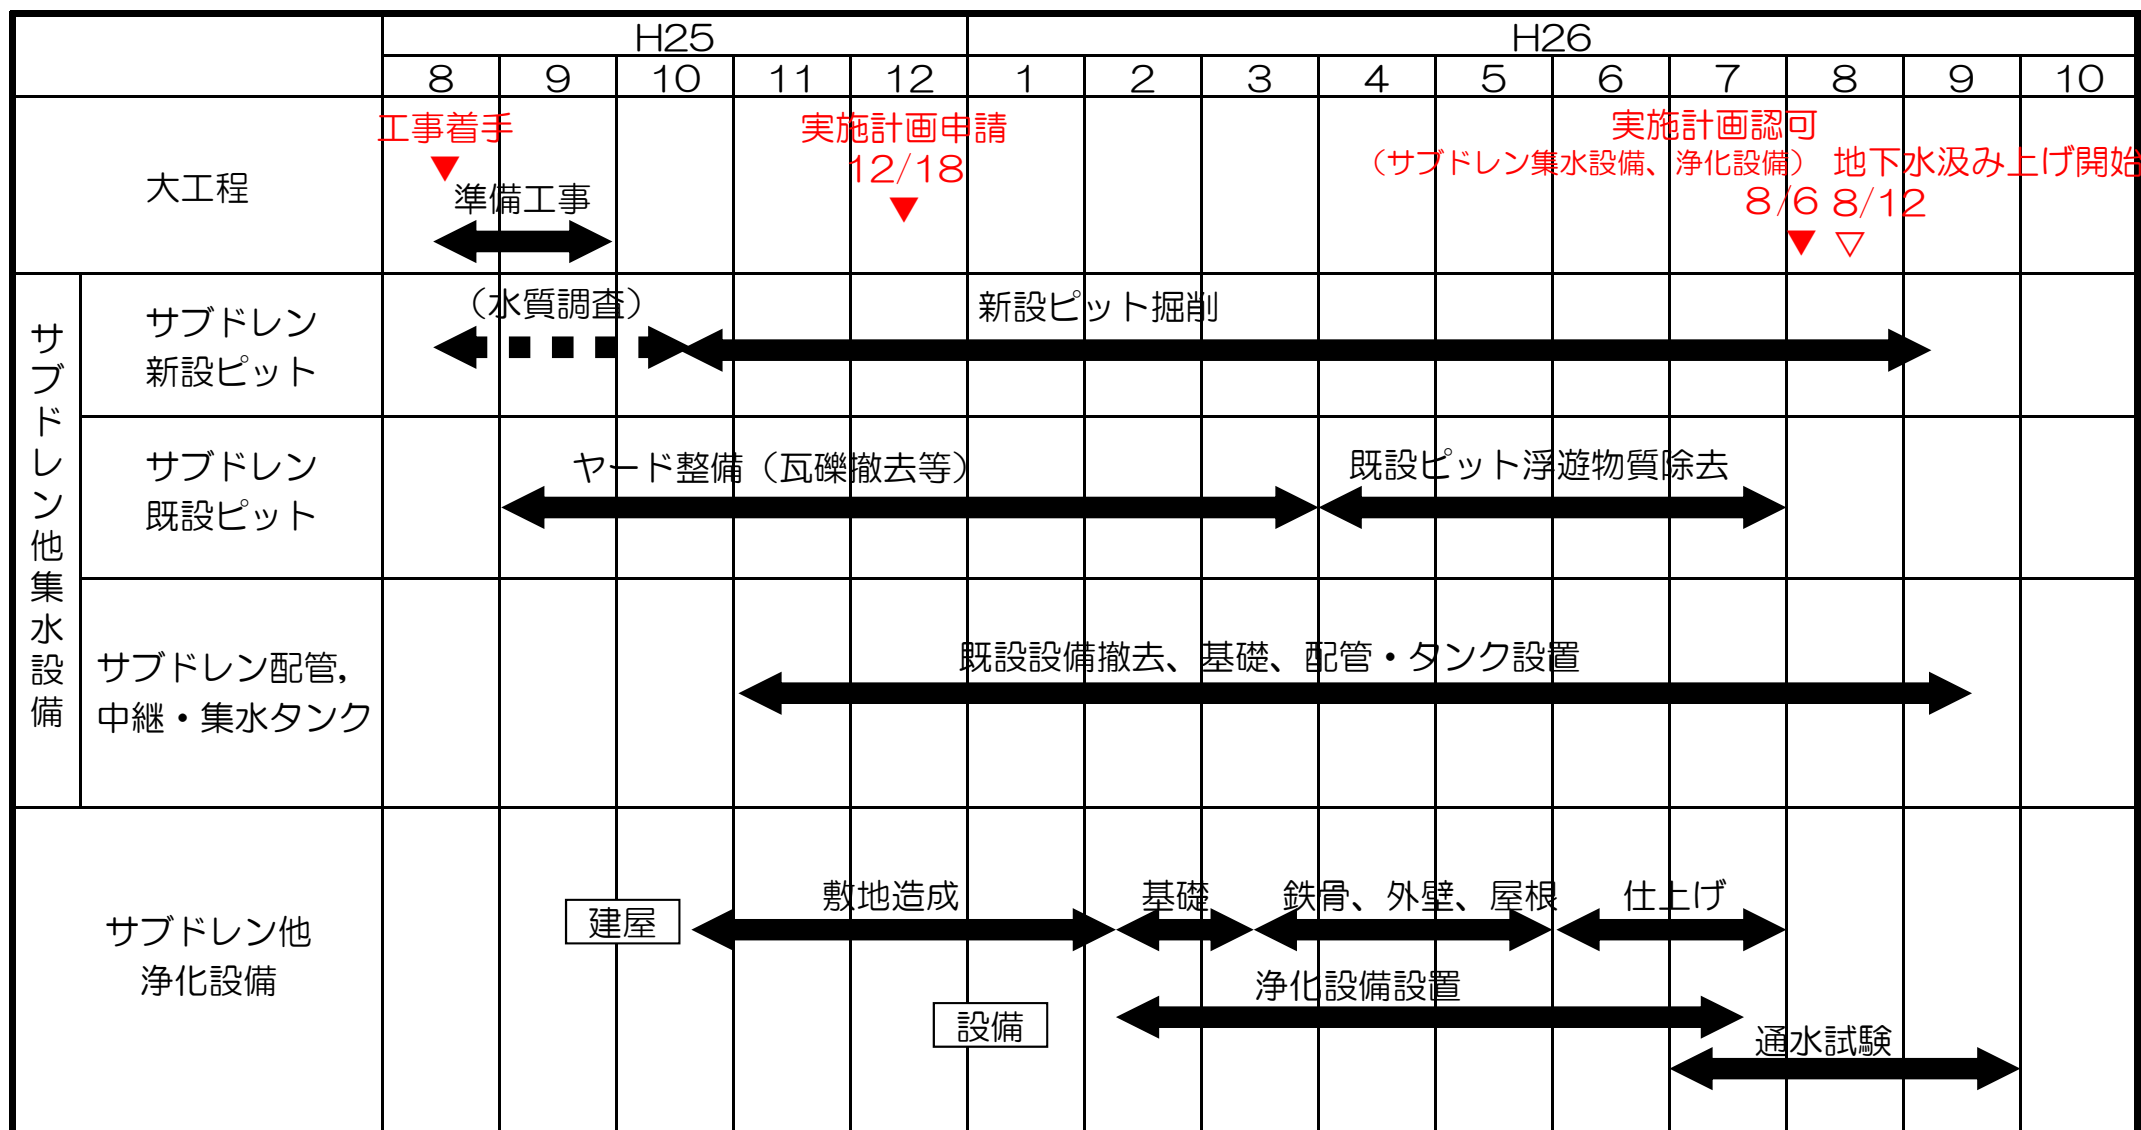 H25
H26
8 9 10 11 12 1 2 3 4 5 6 7 8 9 10
大工程
工事着手
準備工事
実施計画申請
12/18
実施計画認可
（サブドレン集水設備、浄化設備）
8/6
地下水汲み上げ開始
8/12
サブドレン他集水設備
サブドレン
新設ピット
（水質調査）
新設ピット掘削
サブドレン
既設ピット
ヤード整備（瓦礫撤去等）
既設ピット浮遊物質除去
サブドレン配管,
中継・集水タンク
既設設備撤去、基礎、配管・タンク設置
サブドレン他
浄化設備
建屋
敷地造成
基礎
鉄骨、外壁、屋根
仕上げ
設備
浄化設備設置
通水試験